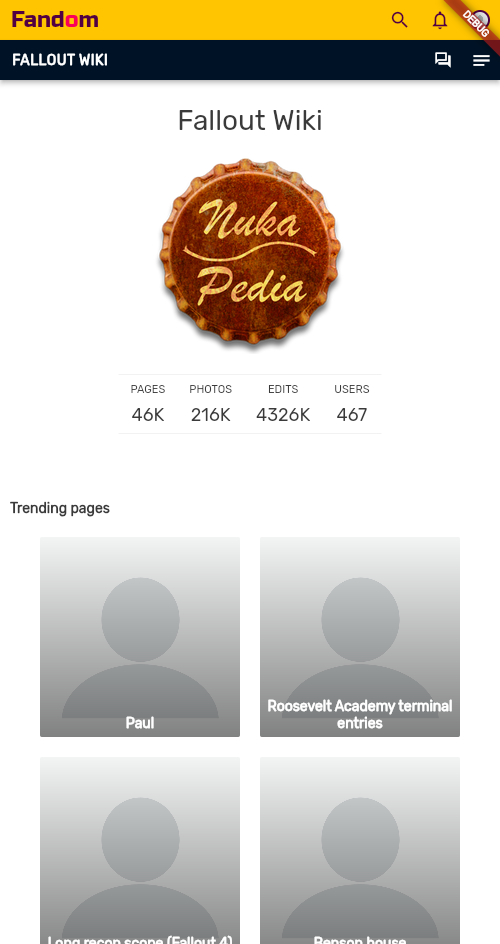 Fandom
DEBUG
FALLOUT WIKI
Fallout Wiki
Nuka
Pedia
PAGES PHOTOS EDITS USERS
46K 216K 4326K 467
Trending pages
Paul
Roosevelt Academy terminal
entries
Long recon scope (Fallout 4)
Benson house